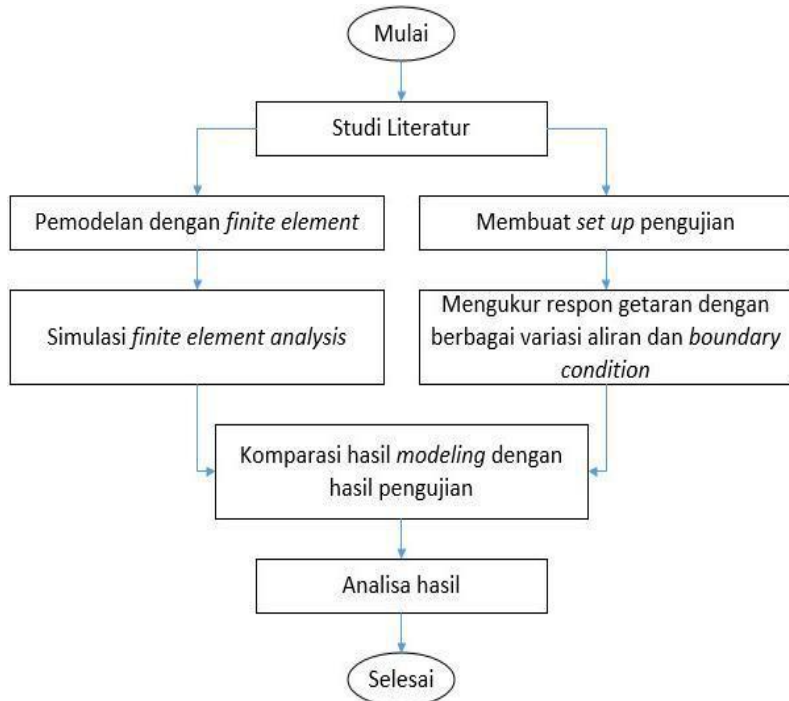 Mulai
Studi Literatur
Pemodelan dengan finite element
Membuat set up pengujian
Simulasi finite element analysis
Mengukur respon getaran dengan
berbagai variasi aliran dan boundary
condition
Komparasi hasil modeling dengan
hasil pengujian
Analisa hasil
Selesai